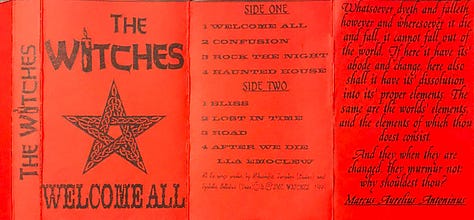 THE WITCHES
THE
WITCHES
WELCOME ALL
SIDE ONE
1 WELCOME ALL
2 CONFUSION
3 ROCK THE NIGHT
4 HAUNTED HOUSE
SIDE TWO
1 BLISS
2 LOST IN TIME
3 ROAD
4 AFTER WE DIE
LLA EMOCLEW
All songs written by
WITCHES
Whatsoever dyeth and falleth,
however and wheresoever it die
and fall, it cannot fall out of
the world. If here it have its
abode and change, here also
shall it have its dissolution
into its proper elements. The
same are the worlds elements,
and the elements of which thou
doest consist.
And they when they are
changed, they murmur not;
why shouldest thou?
Marcus Aurelius Antoninus